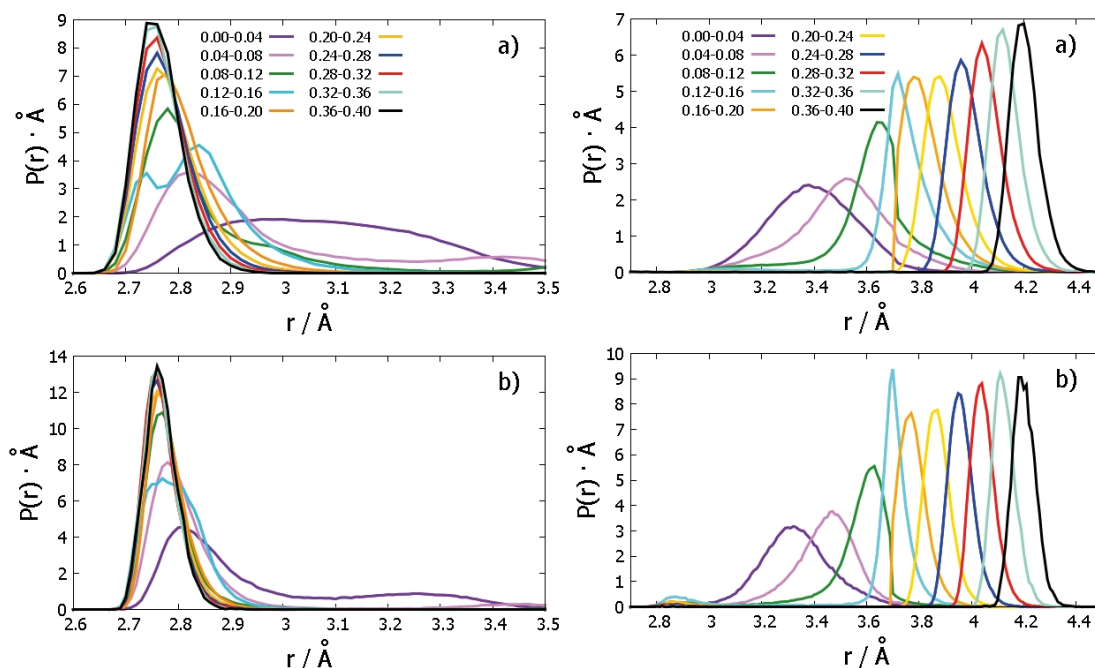 9
8
7
6
5
4
3
2
1
0
P(r) · Å
0.00-0.04 0.20-0.24
0.04-0.08 0.24-0.28
0.08-0.12 0.28-0.32
0.12-0.16 0.32-0.36
0.16-0.20 0.36-0.40
a)
2.6 2.7 2.8 2.9 3 3.1 3.2 3.3 3.4 3.5
r / Å
7
6
5
4
3
2
1
0
P(r) · Å
0.00-0.04 0.20-0.24
0.04-0.08 0.24-0.28
0.08-0.12 0.28-0.32
0.12-0.16 0.32-0.36
0.16-0.20 0.36-0.40
a)
2.8 3 3.2 3.4 3.6 3.8 4 4.2 4.4
r / Å
14
12
10
8
6
4
2
0
P(r) · Å
b)
2.6 2.7 2.8 2.9 3 3.1 3.2 3.3 3.4 3.5
r / Å
10
9
8
7
6
5
4
3
2
1
0
P(r) · Å
b)
2.8 3 3.2 3.4 3.6 3.8 4 4.2 4.4
r / Å